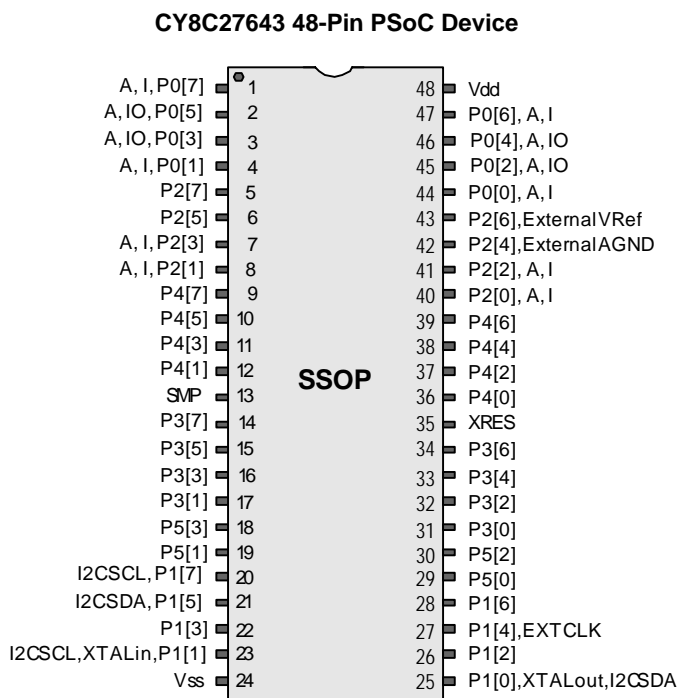 CY8C27643 48-Pin PSoC Device
A, I, P0[7] 1 48 Vdd
A, IO, P0[5] 2 47 P0[6], A, I
A, IO, P0[3] 3 46 P0[4], A, IO
A, I, P0[1] 4 45 P0[2], A, IO
P2[7] 5 44 P0[0], A, I
P2[5] 6 43 P2[6], External VRef
A, I, P2[3] 7 42 P2[4], External AGND
A, I, P2[1] 8 41 P2[2], A, I
P4[7] 9 40 P2[0], A, I
P4[5] 10 39 P4[6]
P4[3] 11 38 P4[4]
P4[1] 12 37 P4[2]
SSOP
SMP 13 36 P4[0]
P3[7] 14 35 XRES
P3[5] 15 34 P3[6]
P3[3] 16 33 P3[4]
P3[1] 17 32 P3[2]
P5[3] 18 31 P3[0]
P5[1] 19 30 P5[2]
I2CSCL, P1[7] 20 29 P5[0]
I2CSDA, P1[5] 21 28 P1[6]
P1[3] 22 27 P1[4], EXTCLK
I2CSCL, XTALin, P1[1] 23 26 P1[2]
Vss 24 25 P1[0], XTALout, I2CSDA